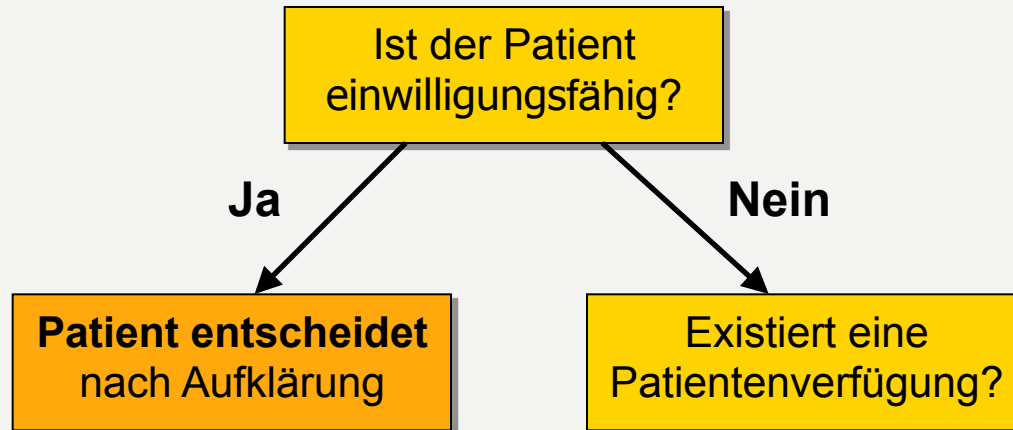 Ist der Patient
einwilligungsfähig?
Ja
Nein
Patient entscheidet
nach Aufklärung
Existiert eine
Patientenverfügung?